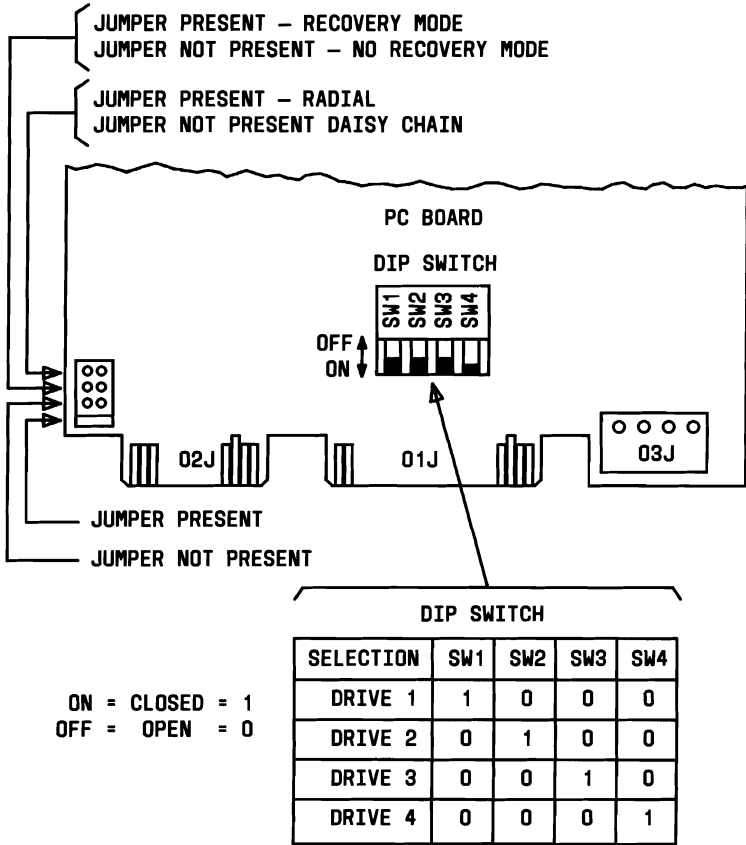 JUMPER PRESENT – RECOVERY MODE
JUMPER NOT PRESENT – NO RECOVERY MODE
JUMPER PRESENT – RADIAL
JUMPER NOT PRESENT DAISY CHAIN
PC BOARD
DIP SWITCH
SW1 SW2 SW3 SW4
OFF
ON
02J
01J
03J
JUMPER PRESENT
JUMPER NOT PRESENT
DIP SWITCH
SELECTION SW1 SW2 SW3 SW4
DRIVE 1 1 0 0 0
DRIVE 2 0 1 0 0
DRIVE 3 0 0 1 0
DRIVE 4 0 0 0 1
ON = CLOSED = 1
OFF = OPEN = 0